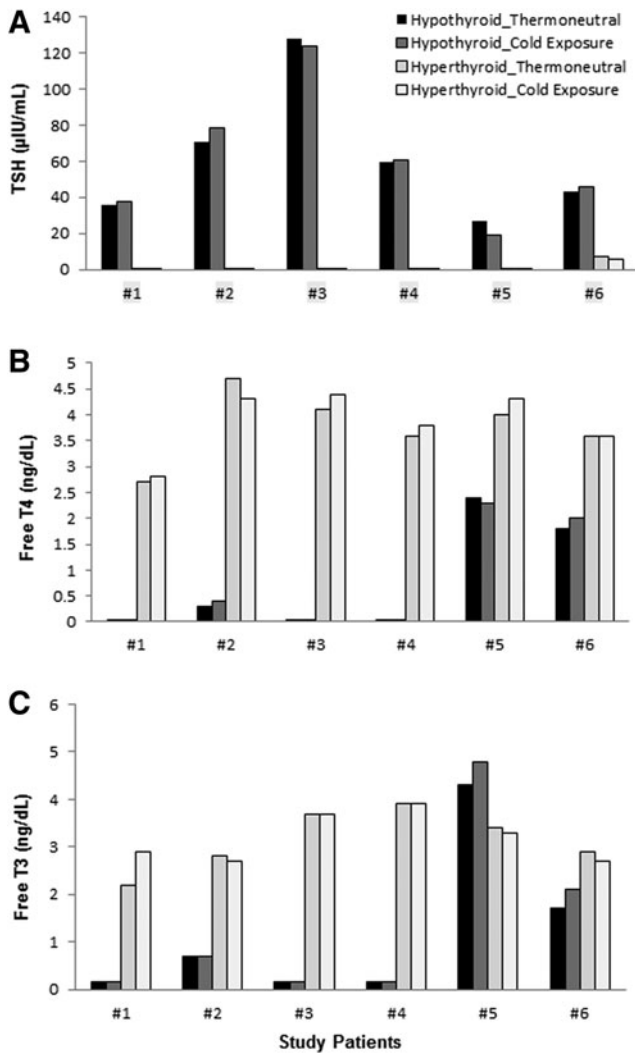 A
TSH (µIU/mL)
140
120
100
80
60
40
20
0
Hypothyroid_Thermoneutral
Hypothyroid_Cold Exposure
Hyperthyroid_Thermoneutral
Hyperthyroid_Cold Exposure
#1 #2 #3 #4 #5 #6
B
Free T4 (ng/dL)
5
4.5
4
3.5
3
2.5
2
1.5
1
0.5
0
#1 #2 #3 #4 #5 #6
C
Free T3 (ng/dL)
6
5
4
3
2
1
0
#1 #2 #3 #4 #5 #6
Study Patients